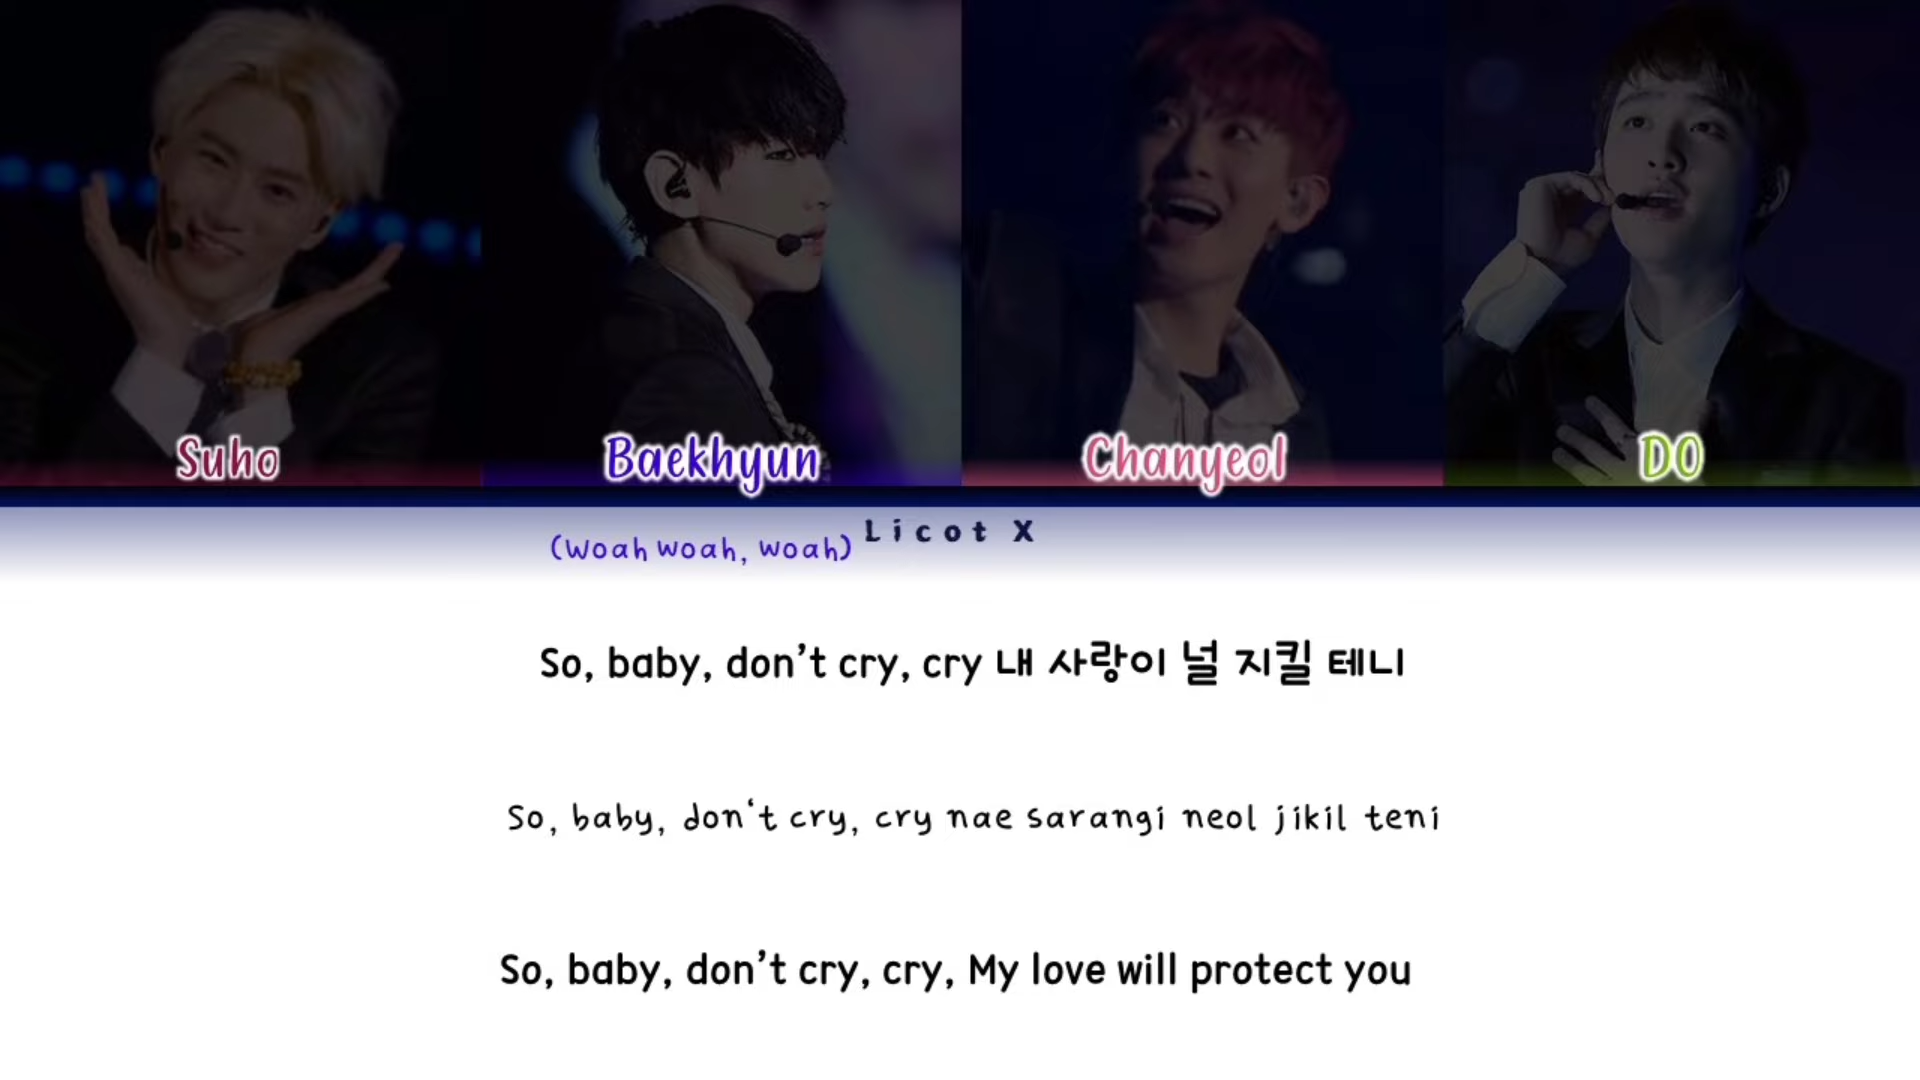 Suho Baekhyun Chanyeol DO
Licot X
(Woah woah, woah)
So, baby, don’t cry, cry 내 사랑이 널 지킬 테니
So, baby, don‘t cry, cry nae sarangi neol jikil teni
So, baby, don’t cry, cry, My love will protect you